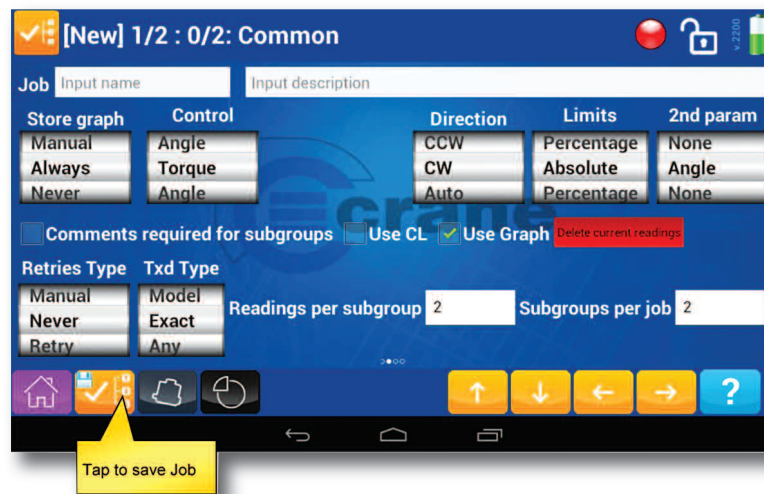 [New] 1/2 : 0/2: Common
v.2200
Job Input name Input description
Store graph Control Direction Limits 2nd param
Manual Angle CCW Percentage None
Always Torque CW Absolute Angle
Never Angle Auto Percentage None
crane
Comments required for subgroups Use CL Use Graph Delete current readings
Retries Type Txd Type
Manual Model
Never Exact Readings per subgroup 2 Subgroups per job 2
Retry Any
?
Tap to save Job